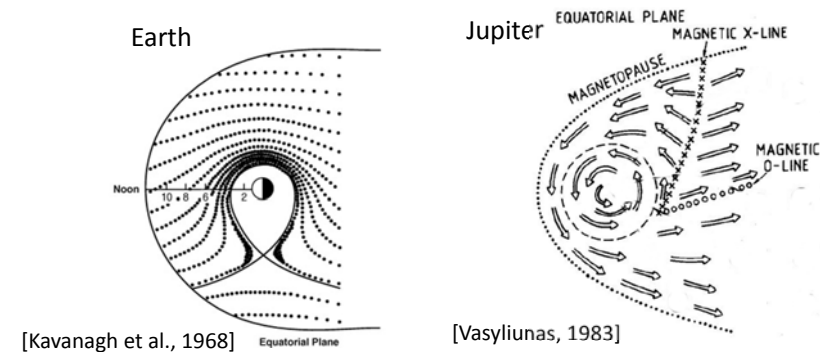 Earth
Noon
10 8 6 2
[Kavanagh et al., 1968]
Equatorial Plane
Jupiter
EQUATORIAL PLANE
MAGNETIC X-LINE
MAGNETOPAUSE
MAGNETIC
O-LINE
[Vasyliunas, 1983]